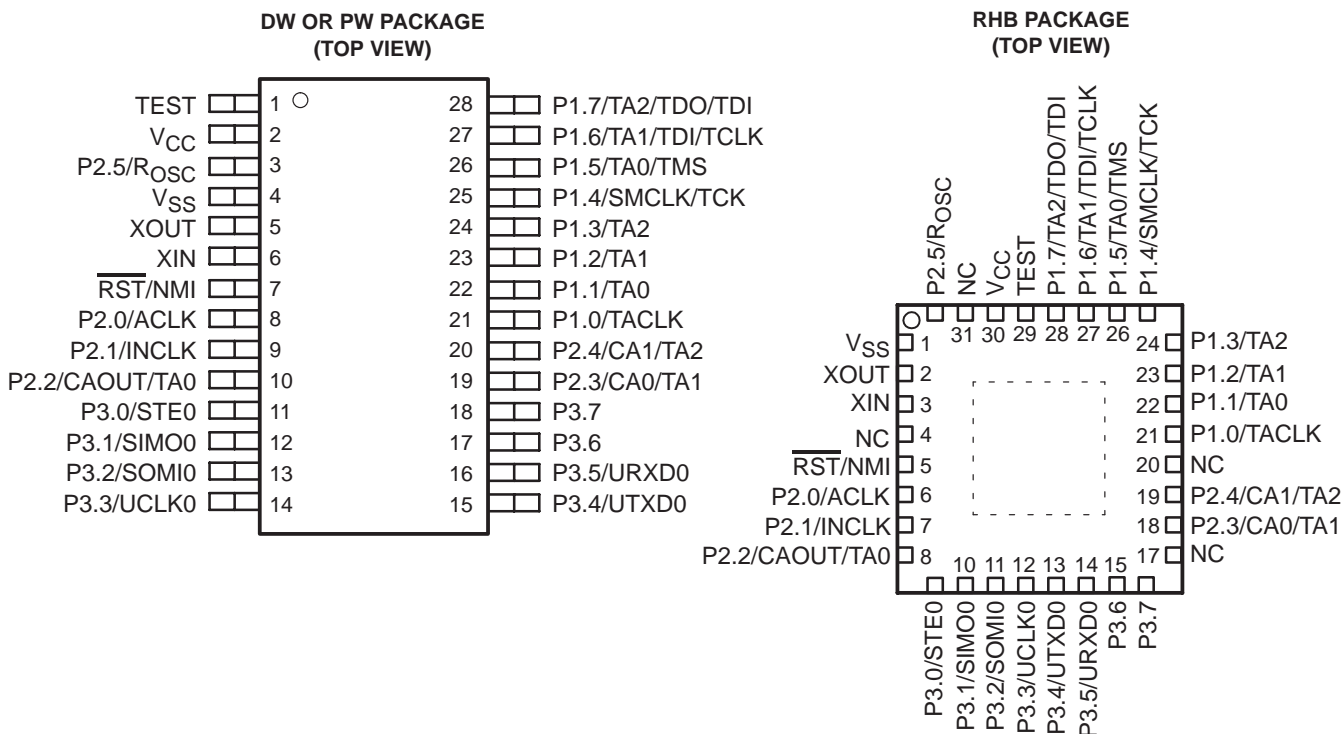 DW OR PW PACKAGE
(TOP VIEW)
TEST 1 28 P1.7/TA2/TDO/TDI
VCC 2 27 P1.6/TA1/TDI/TCLK
P2.5/ROSC 3 26 P1.5/TA0/TMS
VSS 4 25 P1.4/SMCLK/TCK
XOUT 5 24 P1.3/TA2
XIN 6 23 P1.2/TA1
RST/NMI 7 22 P1.1/TA0
P2.0/ACLK 8 21 P1.0/TACLK
P2.1/INCLK 9 20 P2.4/CA1/TA2
P2.2/CAOUT/TA0 10 19 P2.3/CA0/TA1
P3.0/STE0 11 18 P3.7
P3.1/SIMO0 12 17 P3.6
P3.2/SOMI0 13 16 P3.5/URXD0
P3.3/UCLK0 14 15 P3.4/UTXD0
RHB PACKAGE
(TOP VIEW)
P2.5/ROSC
NC
VCC
TEST
P1.7/TA2/TDO/TDI
P1.6/TA1/TDI/TCLK
P1.5/TA0/TMS
P1.4/SMCLK/TCK
31 30 29 28 27 26
VSS 1 24 P1.3/TA2
XOUT 2 23 P1.2/TA1
XIN 3 22 P1.1/TA0
NC 4 21 P1.0/TACLK
RST/NMI 5 20 NC
P2.0/ACLK 6 19 P2.4/CA1/TA2
P2.1/INCLK 7 18 P2.3/CA0/TA1
P2.2/CAOUT/TA0 8 17 NC
10 11 12 13 14 15
P3.0/STE0
P3.1/SIMO0
P3.2/SOMI0
P3.3/UCLK0
P3.4/UTXD0
P3.5/URXD0
P3.6
P3.7